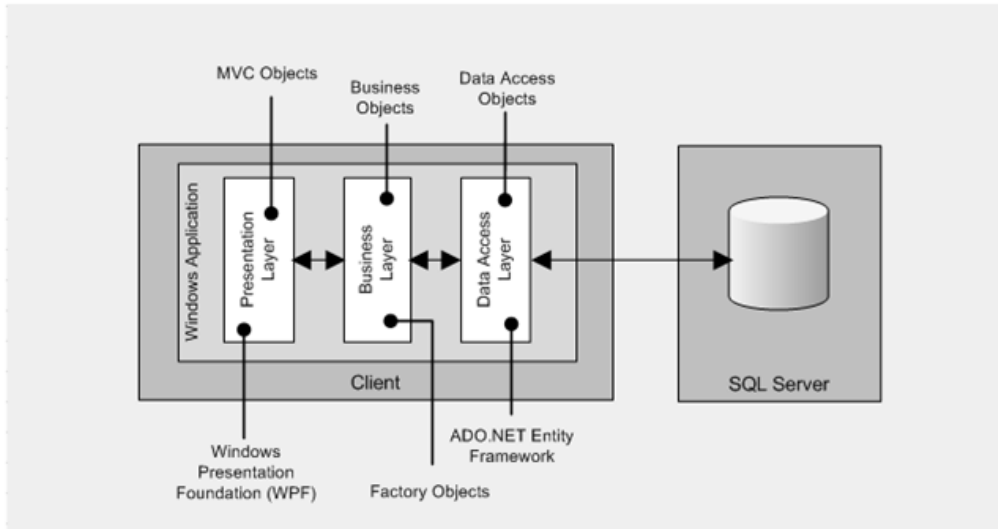 MVC Objects
Business
Objects
Data Access
Objects
Windows Application
Presentation
Layer
Business
Layer
Data Access
Layer
Client
SQL Server
Windows
Presentation
Foundation (WPF)
Factory Objects
ADO.NET Entity
Framework